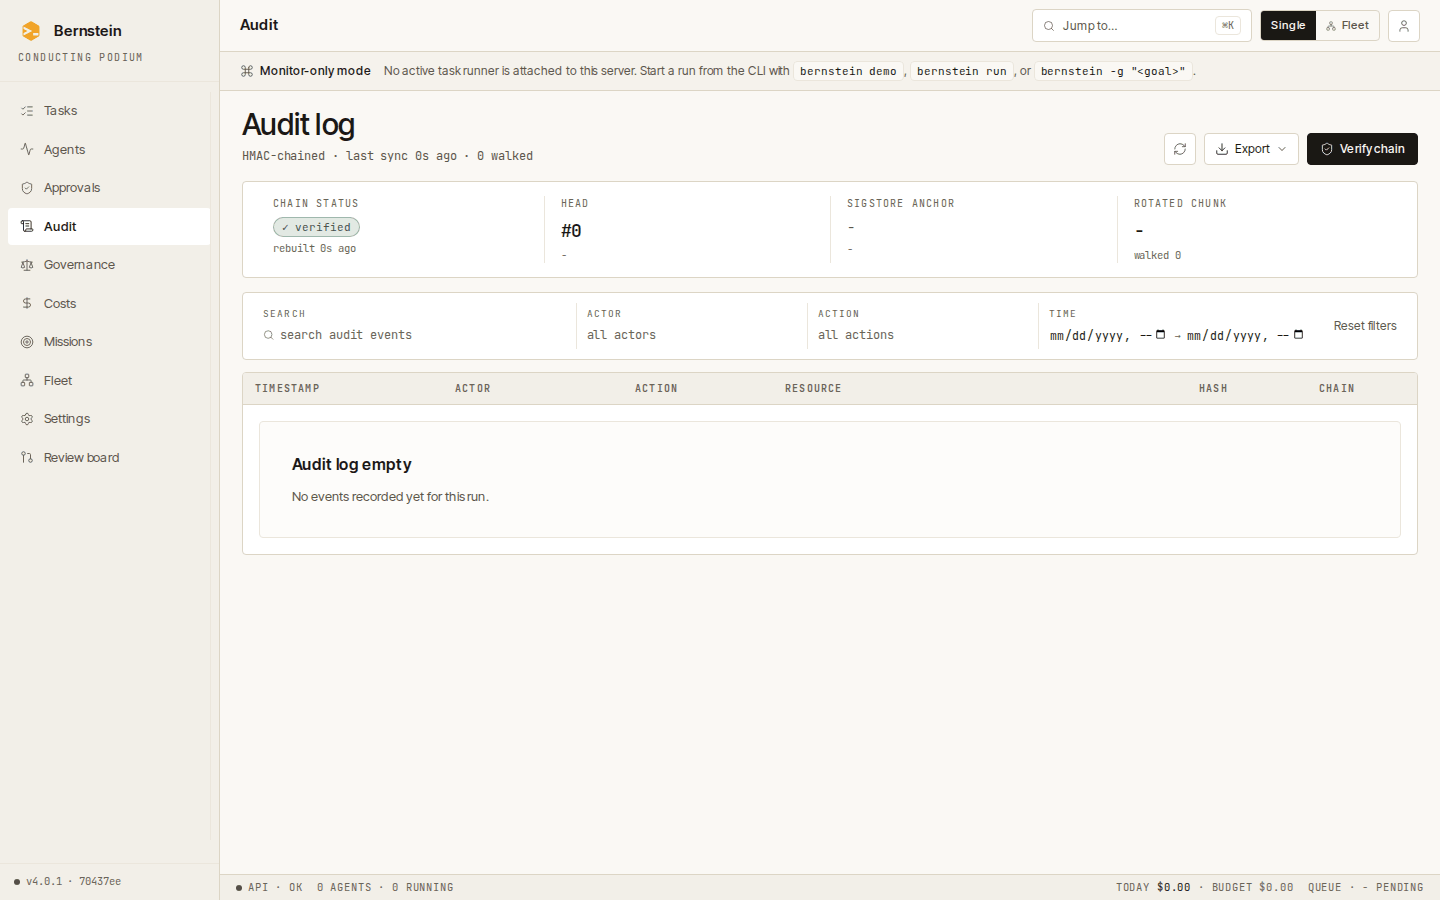 Bernstein
CONDUCTING PODIUM
Tasks
Agents
Approvals
Audit
Governance
Costs
Missions
Fleet
Settings
Review board
v4.0.1 · 70437ee
Audit
Jump to...
⌘K
Single
Fleet
Monitor-only mode No active task runner is attached to this server. Start a run from the CLI with bernstein demo, bernstein run, or bernstein -g "<goal>".
Audit log
HMAC-chained · last sync 0s ago · 0 walked
Export
Verify chain
CHAIN STATUS
✓ verified
rebuilt 0s ago
HEAD
#0
-
SIGSTORE ANCHOR
-
-
ROTATED CHUNK
-
walked 0
SEARCH
search audit events
ACTOR
all actors
ACTION
all actions
TIME
mm/dd/yyyy, -- → mm/dd/yyyy, --
Reset filters
TIMESTAMP ACTOR ACTION RESOURCE HASH CHAIN
Audit log empty
No events recorded yet for this run.
API · OK 0 AGENTS · 0 RUNNING
TODAY $0.00 · BUDGET $0.00 QUEUE · - PENDING